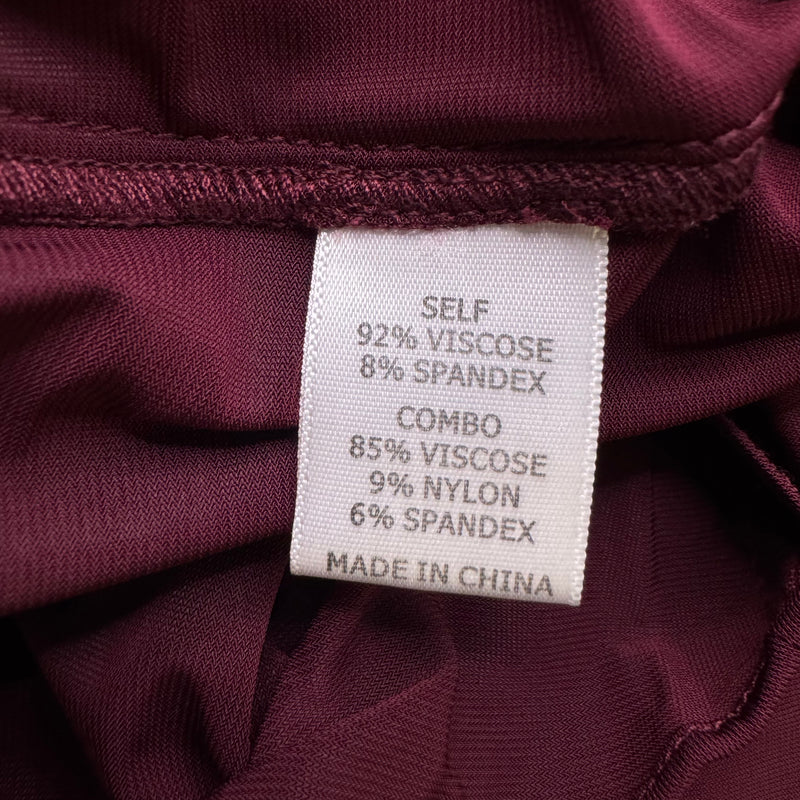 SELF
92% VISCOSE
8% SPANDEX
COMBO
85% VISCOSE
9% NYLON
6% SPANDEX
MADE IN CHINA